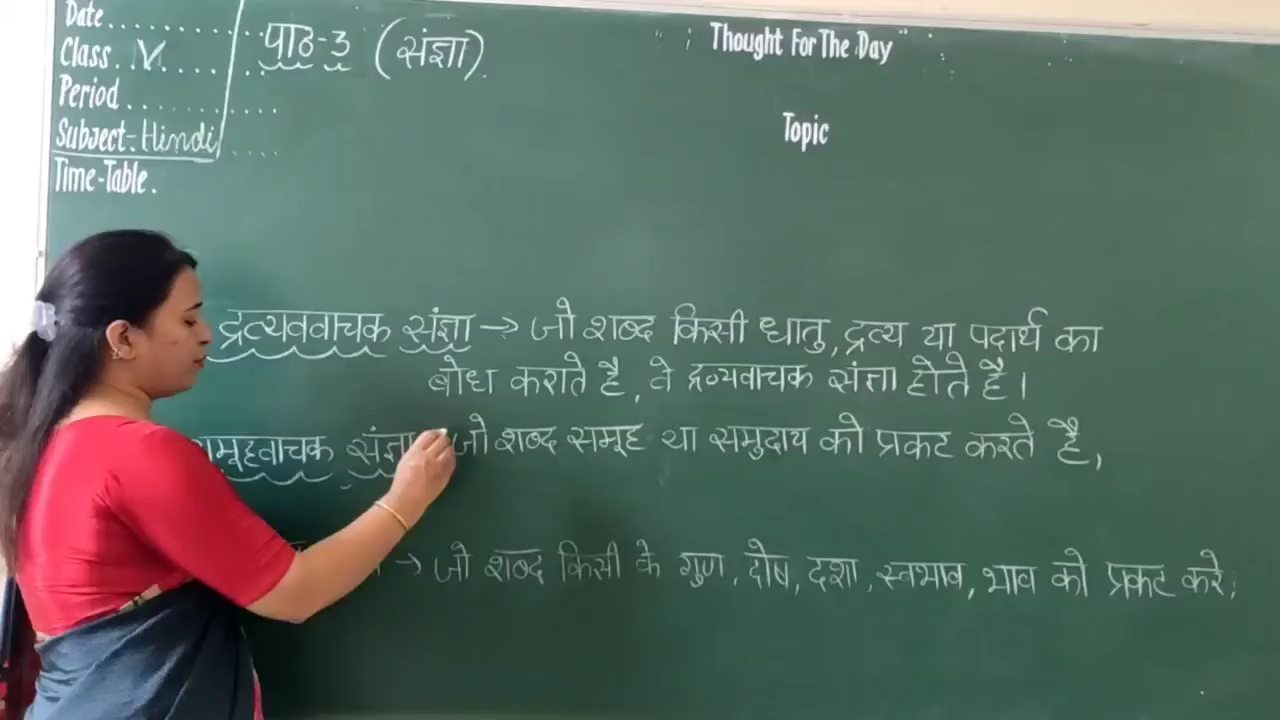 Date
Class V
Period
Subject-Hindi
Time-Table.
पाठ-3 (संज्ञा)
Thought For The Day
Topic
द्रव्यववाचक संज्ञा → जो शब्द किसी धातु, द्रव्य या पदार्थ का
बोध कराते है, वे द्रव्यवाचक संज्ञा होते है।
समूहवाचक संज्ञा जो शब्द समूह या समुदाय को प्रकट करते है,
→ जो शब्द किसी के गुण, दोष, दशा, स्वभाव, भाव को प्रकट करे,